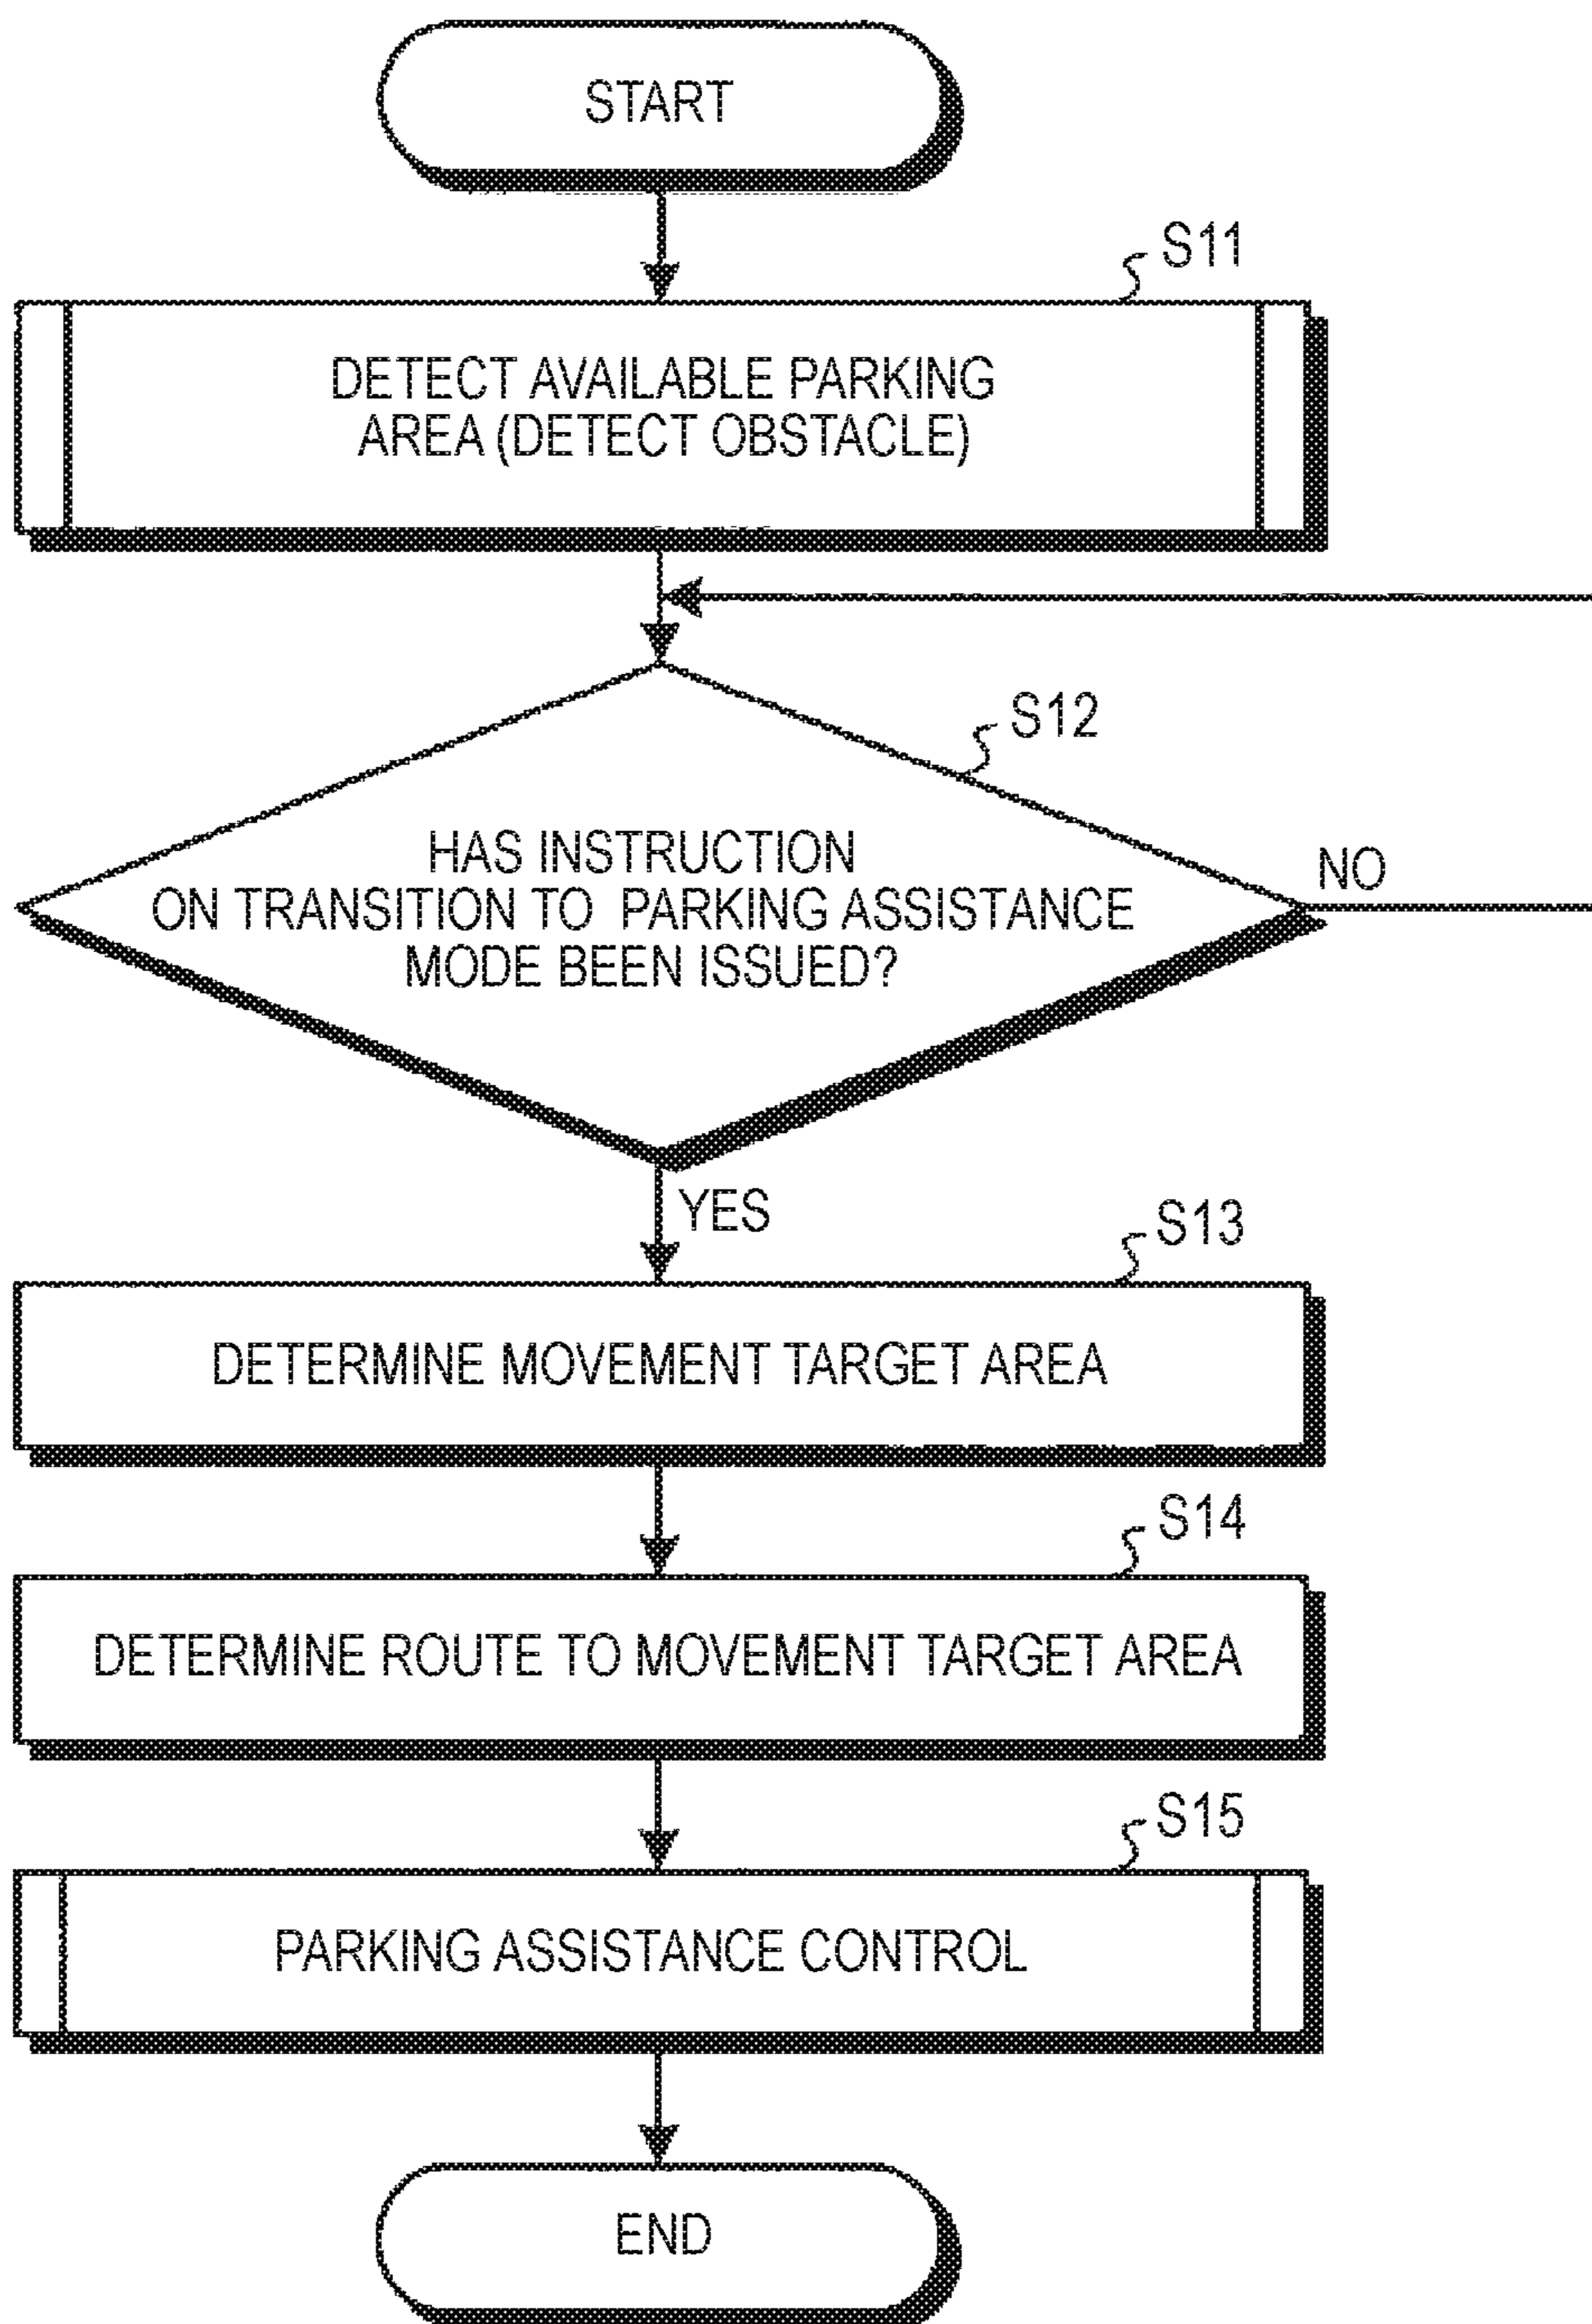 START
S11
DETECT AVAILABLE PARKING
AREA (DETECT OBSTACLE)
S12
HAS INSTRUCTION
ON TRANSITION TO PARKING ASSISTANCE
MODE BEEN ISSUED?
NO
YES
S13
DETERMINE MOVEMENT TARGET AREA
S14
DETERMINE ROUTE TO MOVEMENT TARGET AREA
S15
PARKING ASSISTANCE CONTROL
END